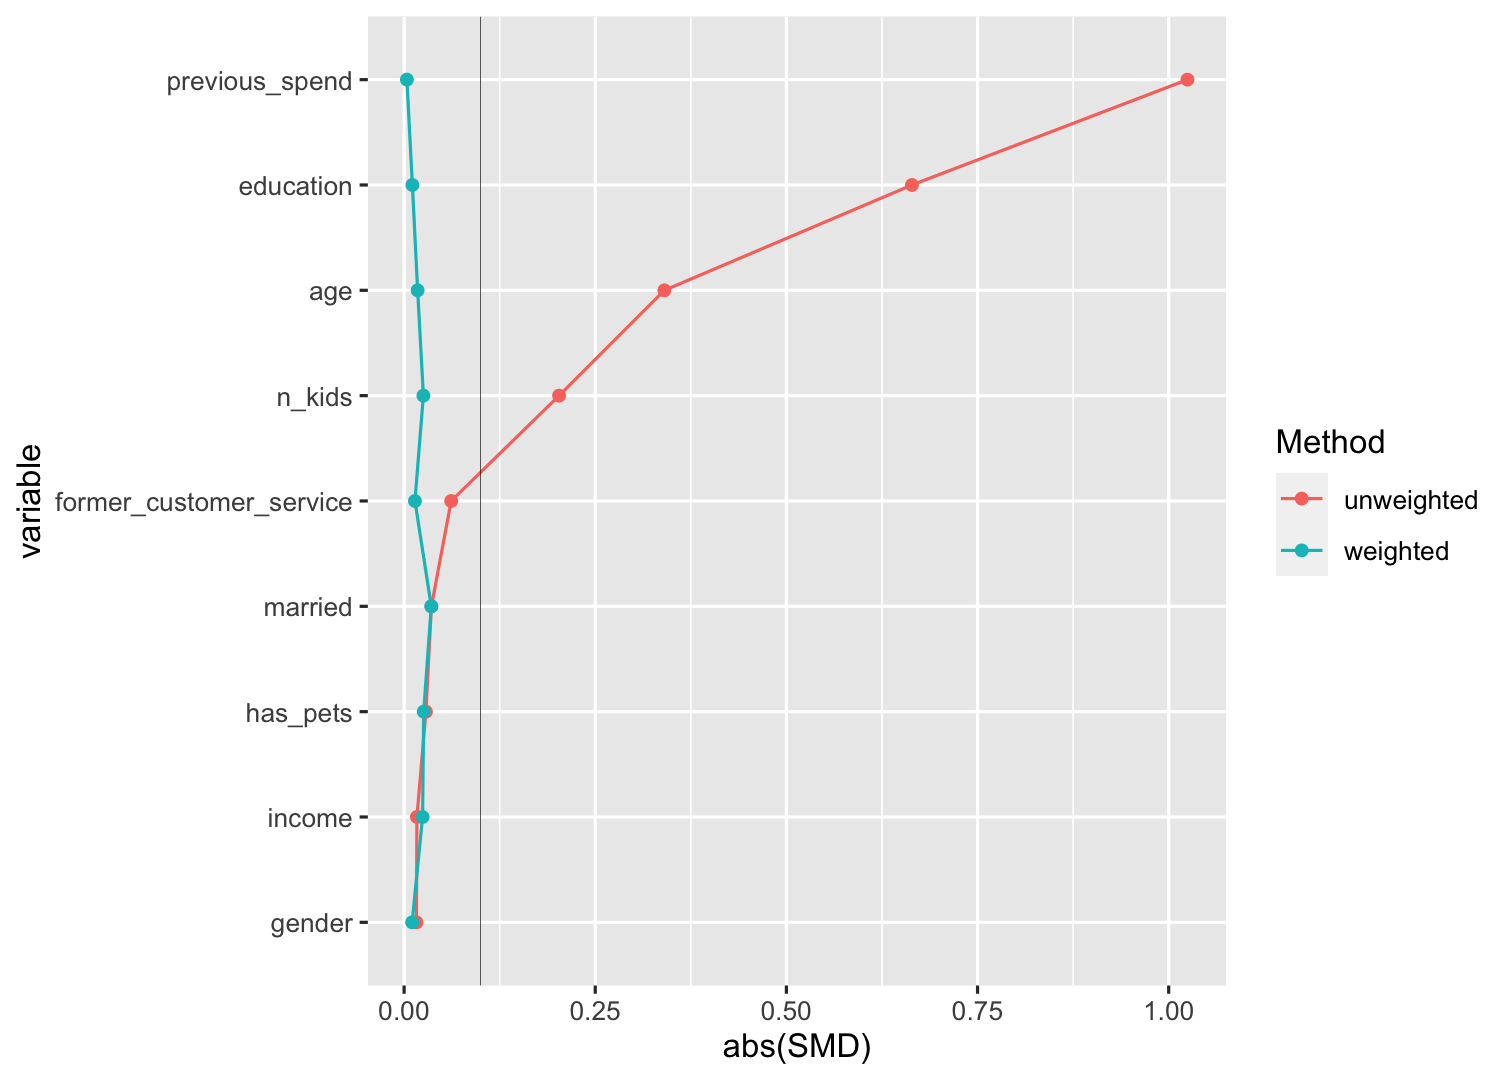 previous_spend
education
age
n_kids
former_customer_service
married
has_pets
income
gender
variable
0.00 0.25 0.50 0.75 1.00
abs(SMD)
Method
unweighted
weighted